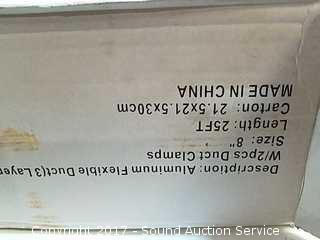 Description: Aluminum Flexible Duct(3 Layer
W/2pcs Duct Clamps
Size: 8"
Length: 25FT
Carton: 21.5x21.5x30cm
MADE IN CHINA
Copyright 2017 - Sound Auction Service